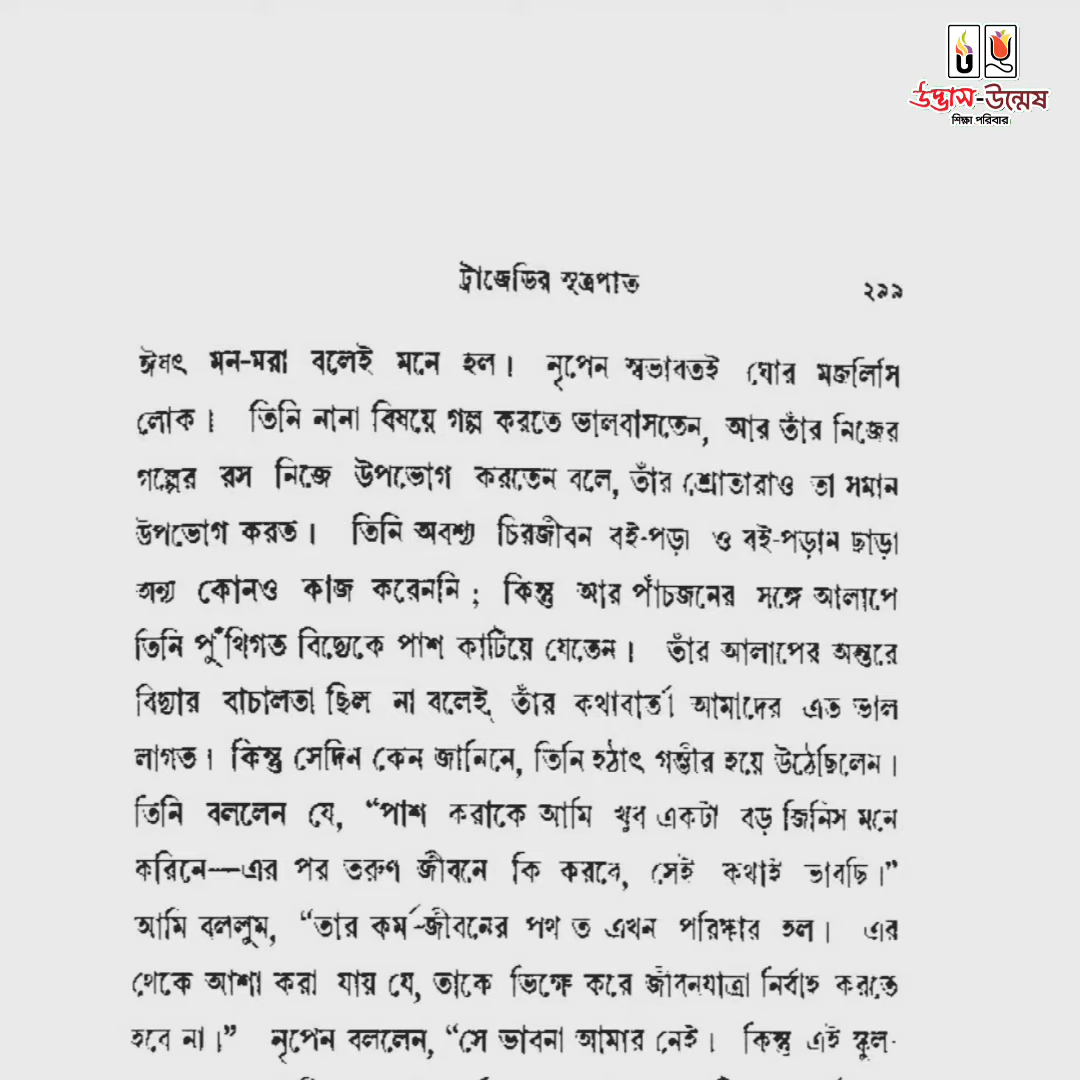 উদ্ভাস-উন্মেষ
শিক্ষা পরিবার
ট্রাজেডির সূত্রপাত ২৯৯
ঈষৎ মন-মরা বলেই মনে হল। নৃপেন স্বভাবতই ঘোর মজলিসি
লোক। তিনি নানা বিষয়ে গল্প করতে ভালবাসতেন, আর তাঁর নিজের
গল্পের রস নিজে উপভোগ করতেন বলে, তাঁর শ্রোতারাও তা সমান
উপভোগ করত। তিনি অবশ্য চিরজীবন বই-পড়া ও বই-পড়ান ছাড়া
অন্য কোনও কাজ করেননি; কিন্তু আর পাঁচজনের সঙ্গে আলাপে
তিনি পুঁথিগত বিদ্যেকে পাশ কাটিয়ে যেতেন। তাঁর আলাপের অন্তরে
বিদ্যার বাচালতা ছিল না বলেই, তাঁর কথাবার্তা আমাদের এত ভাল
লাগত। কিন্তু সেদিন কেন জানিনে, তিনি হঠাৎ গম্ভীর হয়ে উঠেছিলেন।
তিনি বললেন যে, “পাশ করাকে আমি খুব একটা বড় জিনিস মনে
করিনে—এর পর তরুণ জীবনে কি করবে, সেই কথাই ভাবছি।”
আমি বললুম, “তার কর্ম-জীবনের পথ ত এখন পরিষ্কার হল। এর
থেকে আশা করা যায় যে, তাকে ভিক্ষে করে জীবনযাত্রা নির্বাহ করতে
হবে না।” নৃপেন বললেন, “সে ভাবনা আমার নেই। কিন্তু এই স্কুল-